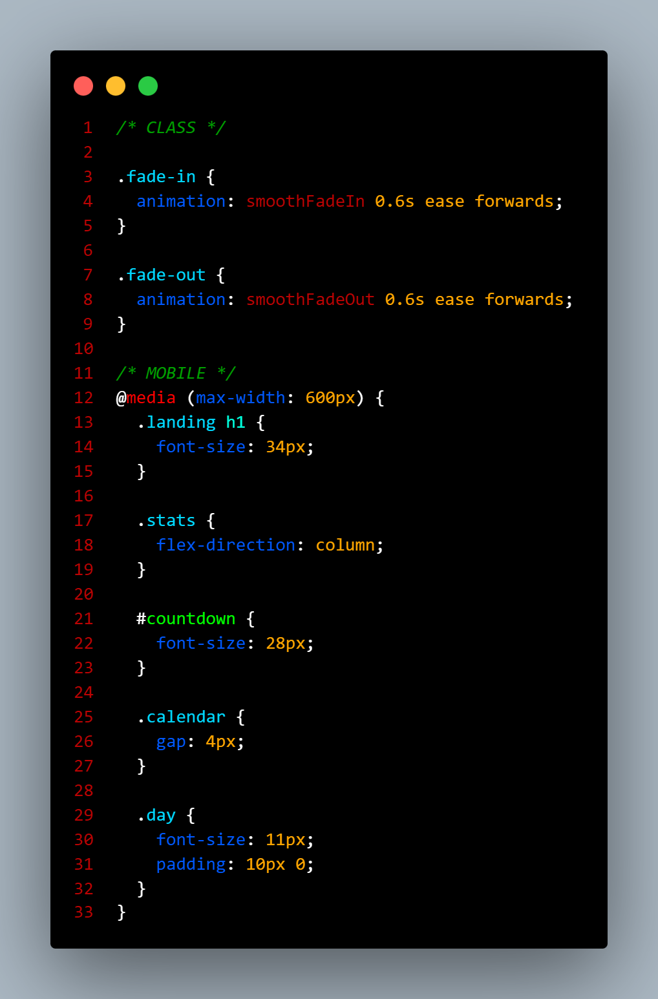 1 /* CLASS */
2
3 .fade-in {
4   animation: smoothFadeIn 0.6s ease forwards;
5 }
6
7 .fade-out {
8   animation: smoothFadeOut 0.6s ease forwards;
9 }
10
11 /* MOBILE */
12 @media (max-width: 600px) {
13   .landing h1 {
14     font-size: 34px;
15   }
16
17   .stats {
18     flex-direction: column;
19   }
20
21   #countdown {
22     font-size: 28px;
23   }
24
25   .calendar {
26     gap: 4px;
27   }
28
29   .day {
30     font-size: 11px;
31     padding: 10px 0;
32   }
33 }